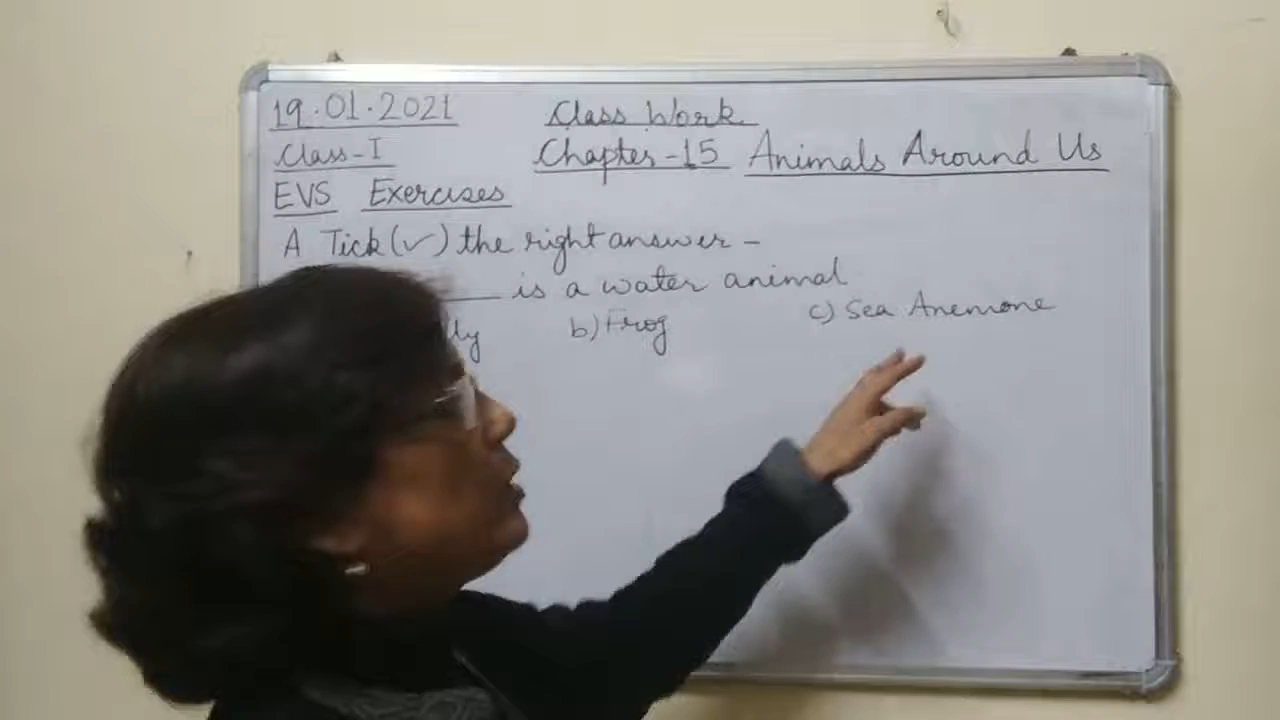 19.01.2021 Class Work
Class-I Chapter-15 Animals Around Us
EVS Exercises
A Tick (✓) the right answer -
is a water animal
b) Frog c) Sea Anemone